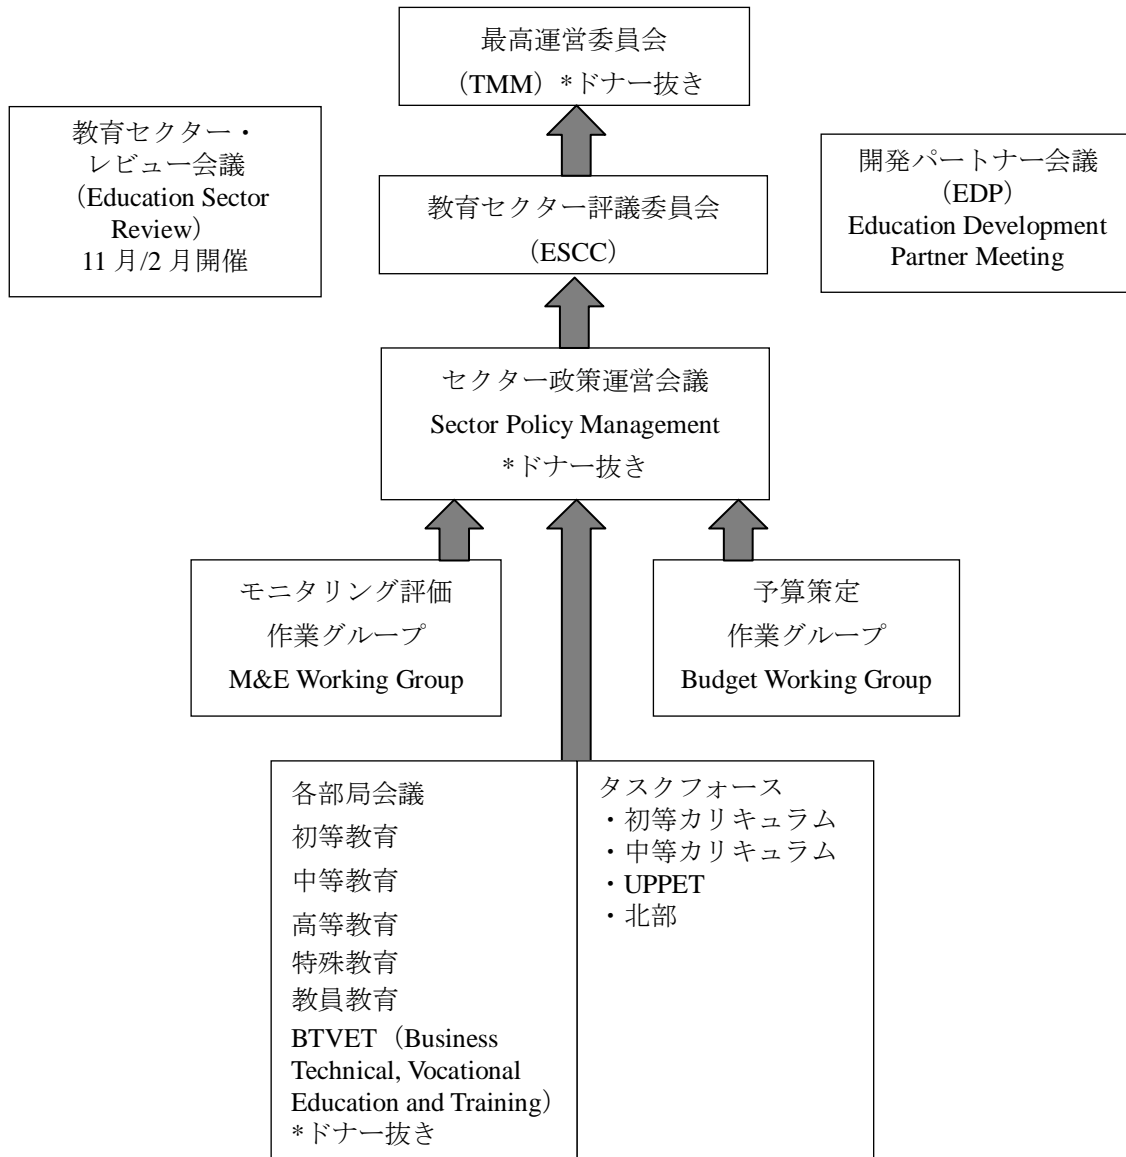 最高運営委員会
（TMM）*ドナー抜き
教育セクター・
レビュー会議
（Education Sector
Review）
11 月/2 月開催
教育セクター評議委員会
（ESCC）
開発パートナー会議
（EDP）
Education Development
Partner Meeting
セクター政策運営会議
Sector Policy Management
*ドナー抜き
モニタリング評価
作業グループ
M&E Working Group
予算策定
作業グループ
Budget Working Group
各部局会議
初等教育
中等教育
高等教育
特殊教育
教員教育
BTVET（Business
Technical, Vocational
Education and Training）
*ドナー抜き
タスクフォース
・初等カリキュラム
・中等カリキュラム
・UPPET
・北部